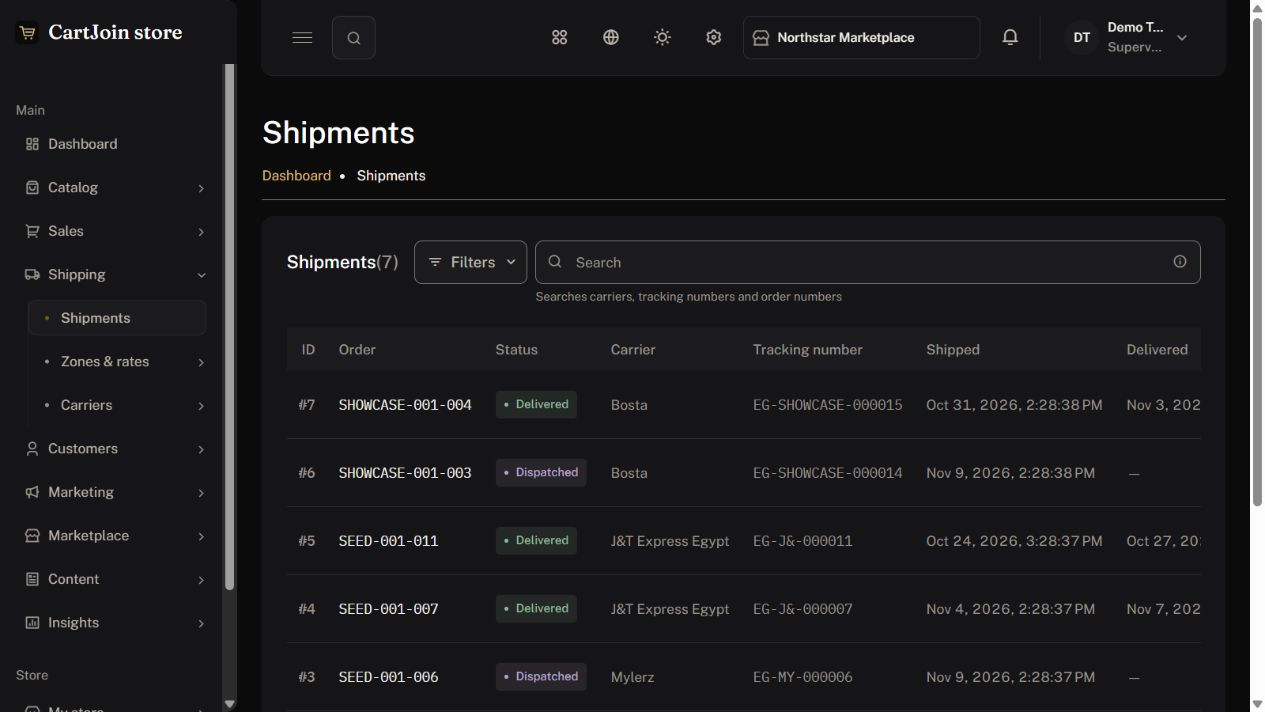 CartJoin store
Northstar Marketplace
DT
Demo T...
Superv...
Main
Dashboard
Catalog
Sales
Shipping
Shipments
Zones & rates
Carriers
Customers
Marketing
Marketplace
Content
Insights
Store
My store
Shipments
Dashboard • Shipments
Shipments(7)
Filters
Search
Searches carriers, tracking numbers and order numbers
ID Order Status Carrier Tracking number Shipped Delivered
#7 SHOWCASE-001-004 • Delivered Bosta EG-SHOWCASE-000015 Oct 31, 2026, 2:28:38 PM Nov 3, 202
#6 SHOWCASE-001-003 • Dispatched Bosta EG-SHOWCASE-000014 Nov 9, 2026, 2:28:38 PM —
#5 SEED-001-011 • Delivered J&T Express Egypt EG-J&-000011 Oct 24, 2026, 3:28:37 PM Oct 27, 20
#4 SEED-001-007 • Delivered J&T Express Egypt EG-J&-000007 Nov 4, 2026, 2:28:37 PM Nov 7, 202
#3 SEED-001-006 • Dispatched Mylerz EG-MY-000006 Nov 9, 2026, 2:28:37 PM —